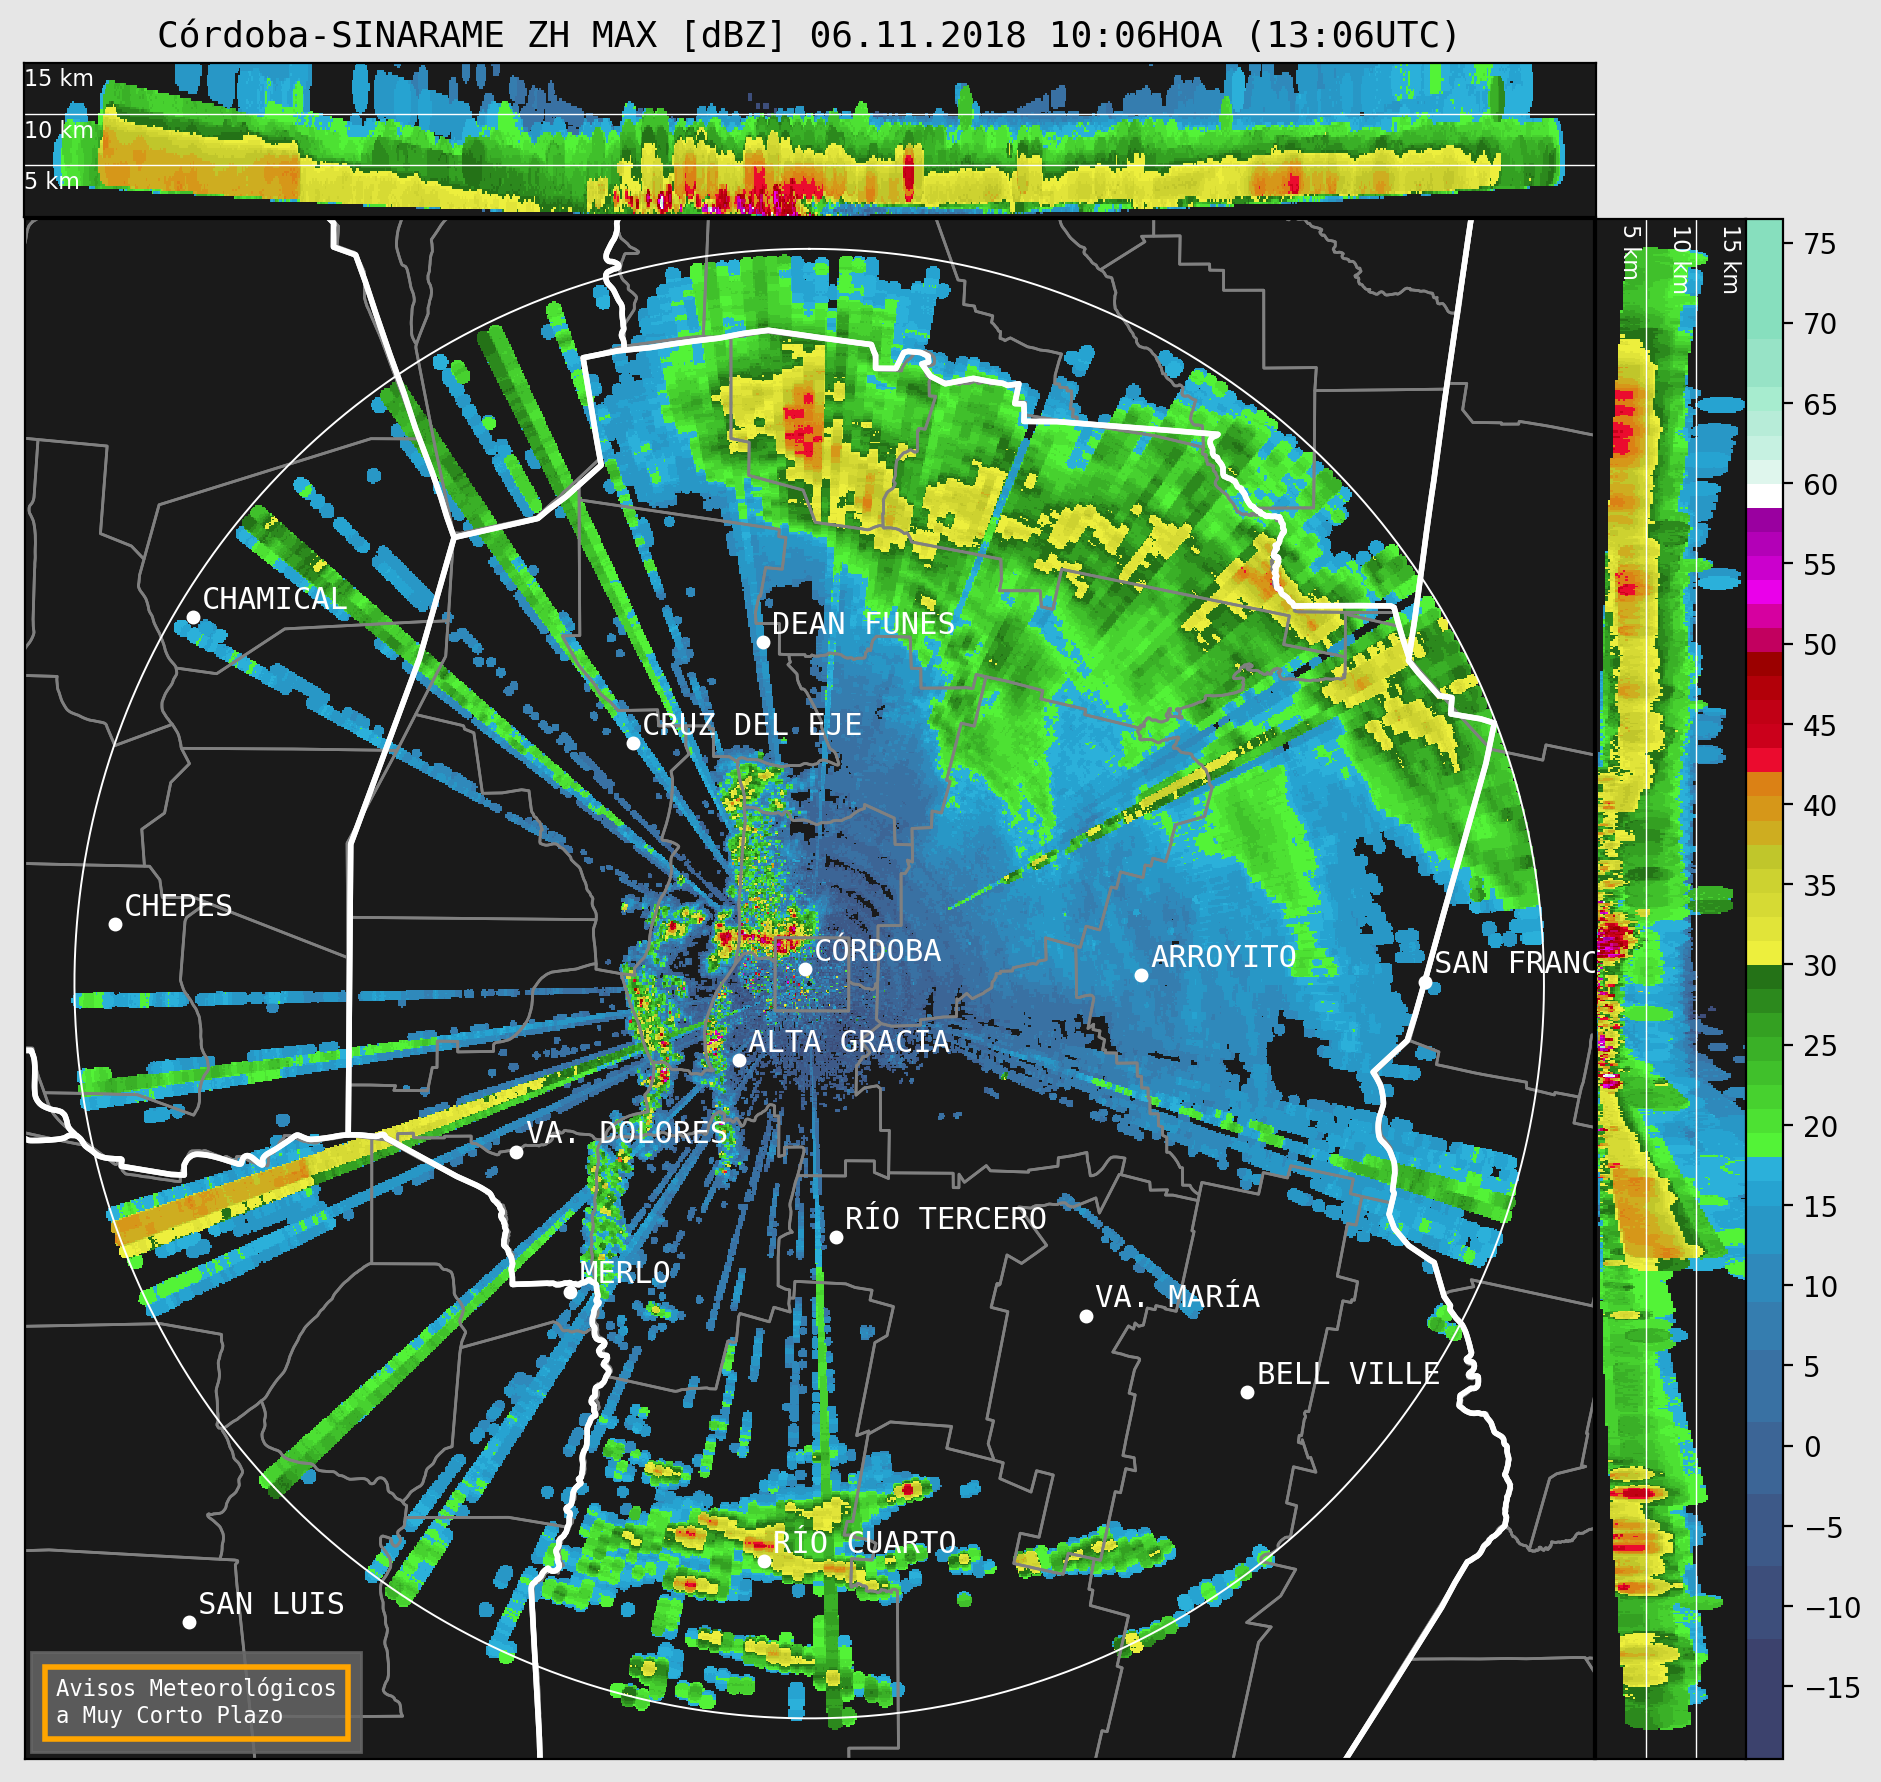 Córdoba-SINARAME ZH MAX [dBZ] 06.11.2018 10:06HOA (13:06UTC)
15 km
10 km
5 km
5 km
10 km
15 km
75
70
65
60
55
50
45
40
35
30
25
20
15
10
5
0
−5
−10
−15
CHAMICAL
DEAN FUNES
CRUZ DEL EJE
CHEPES
CÓRDOBA
ARROYITO
SAN FRANC
ALTA GRACIA
VA. DOLORES
RÍO TERCERO
MERLO
VA. MARÍA
BELL VILLE
RÍO CUARTO
SAN LUIS
Avisos Meteorológicos
a Muy Corto Plazo